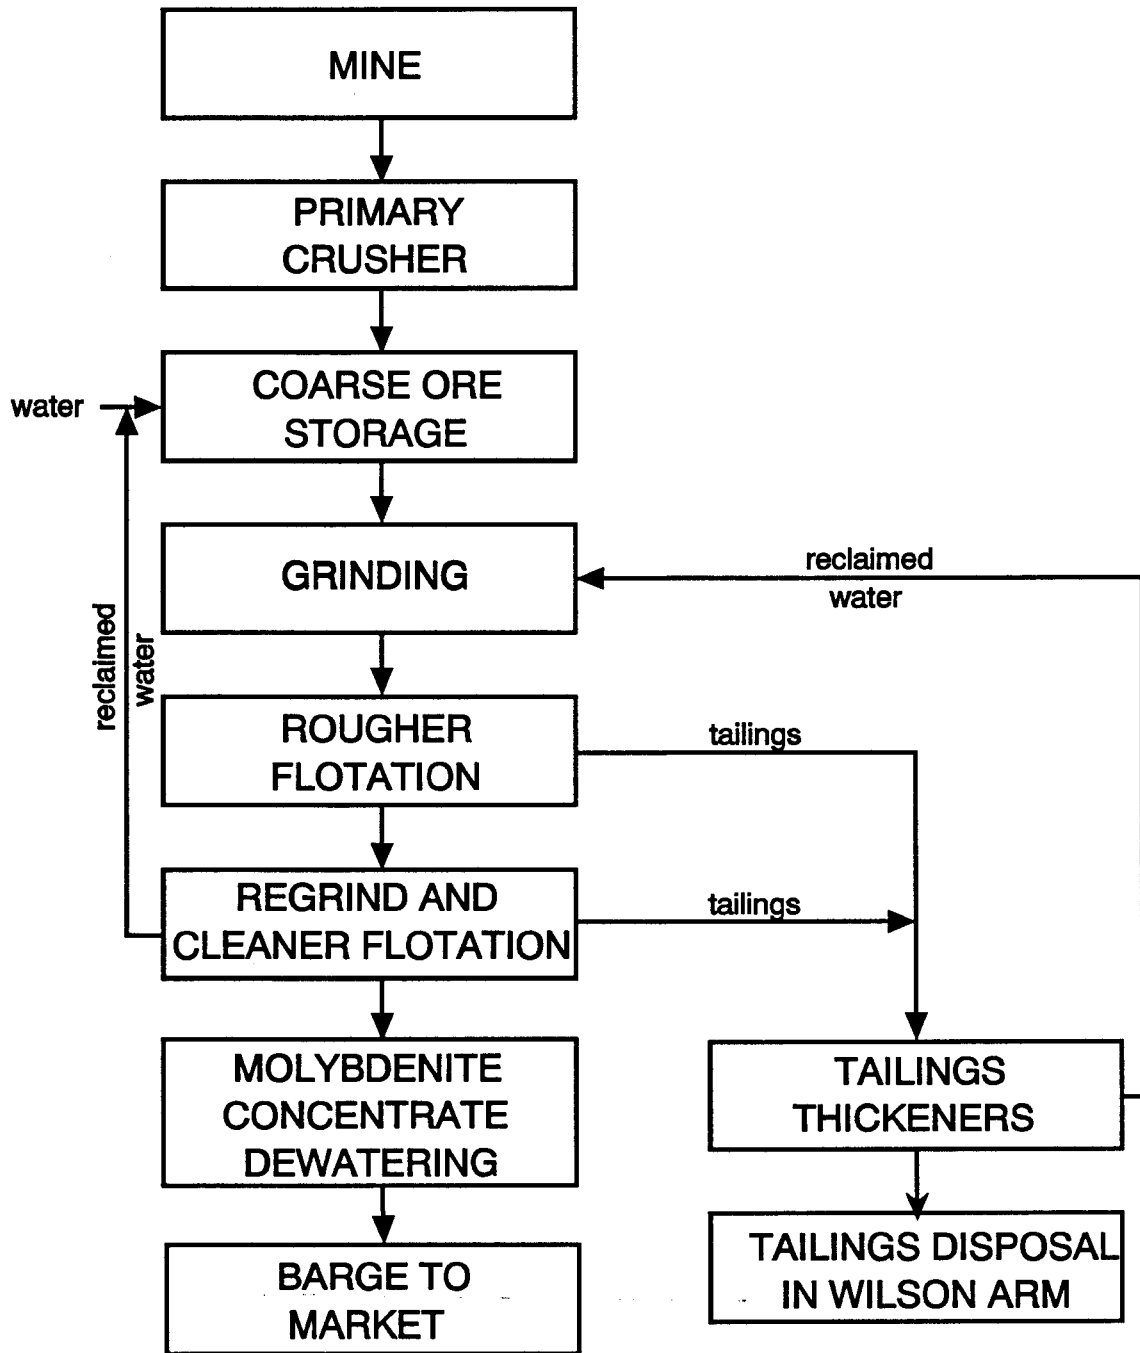 MINE
PRIMARY
CRUSHER
COARSE ORE
STORAGE
water
GRINDING
reclaimed
water
reclaimed
water
ROUGHER
FLOTATION
tailings
REGRIND AND
CLEANER FLOTATION
tailings
MOLYBDENITE
CONCENTRATE
DEWATERING
TAILINGS
THICKENERS
BARGE TO
MARKET
TAILINGS DISPOSAL
IN WILSON ARM